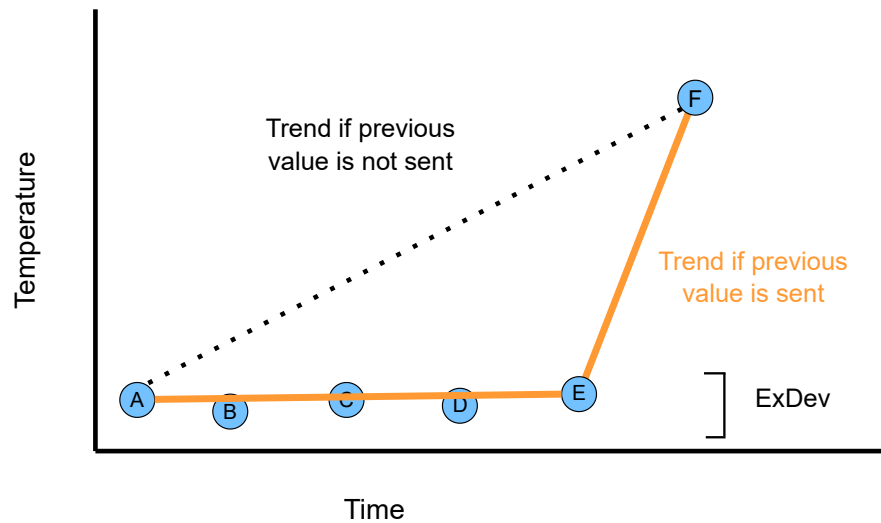 F
Trend if previous
value is not sent
Temperature
Trend if previous
value is sent
A
B
C
D
E
ExDev
Time